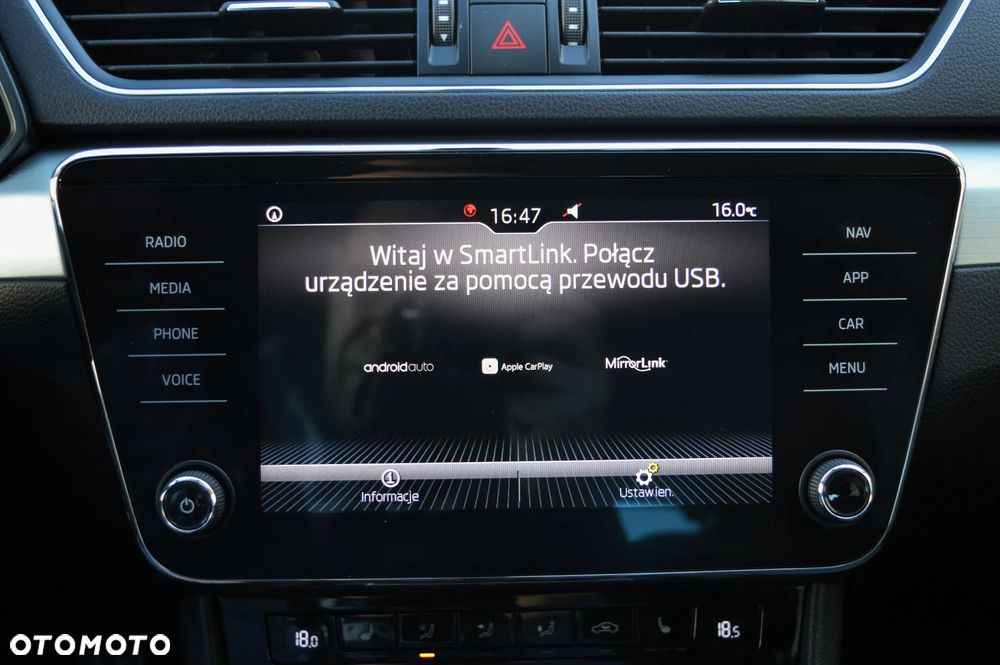 16:47
16.0°C
Witaj w SmartLink. Połącz
urządzenie za pomocą przewodu USB.
RADIO
MEDIA
PHONE
VOICE
androidauto
Apple CarPlay
MirrorLink
NAV
APP
CAR
MENU
Informacje
Ustawien.
18.0
18.5
OTOMOTO